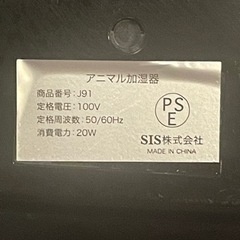 アニマル加湿器
商品番号：J91
定格電圧：100V
定格周波数：50/60Hz
消費電力：20W
PS
E
SIS株式会社
MADE IN CHINA